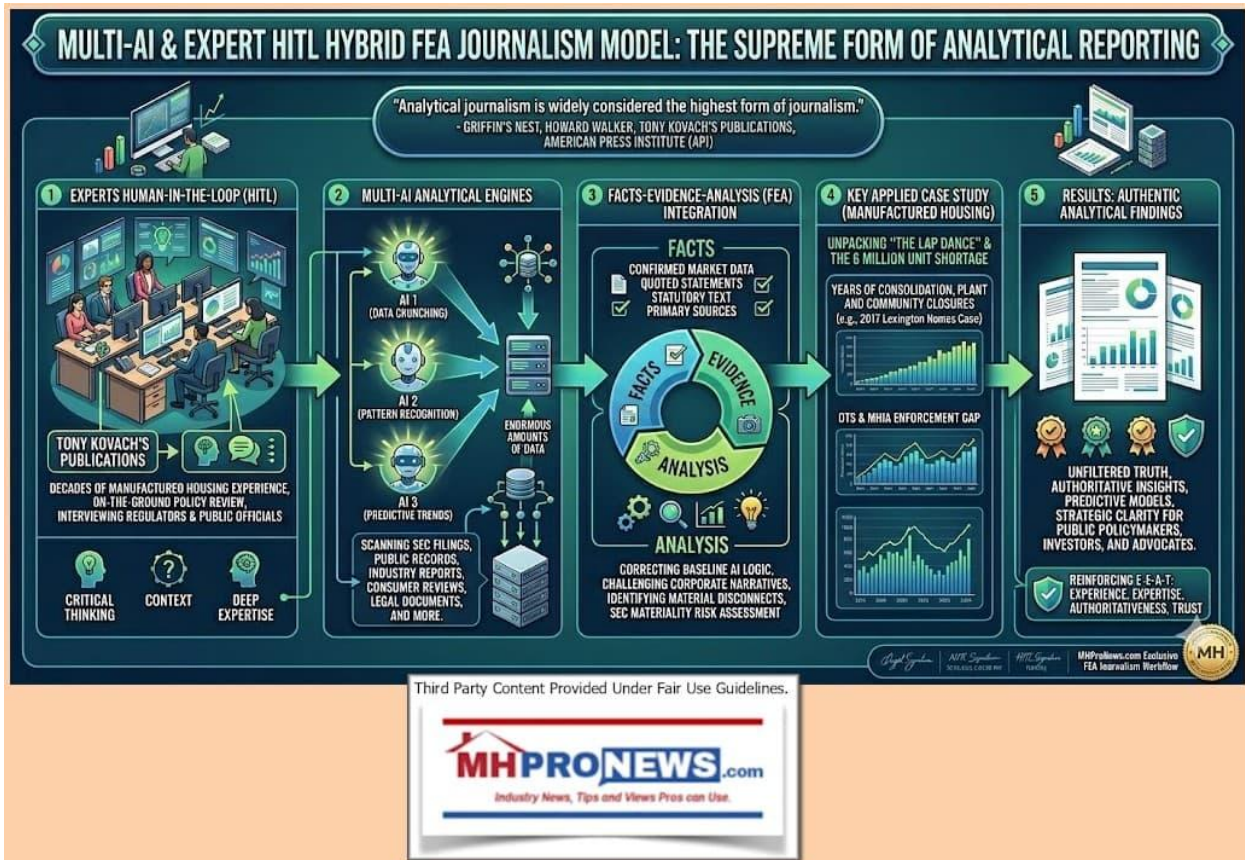 MULTI-AI & EXPERT HITL HYBRID FEA JOURNALISM MODEL: THE SUPREME FORM OF ANALYTICAL REPORTING
"Analytical journalism is widely considered the highest form of journalism."
- GRIFFIN'S NEST, HOWARD WALKER, TONY KOVACH'S PUBLICATIONS,
AMERICAN PRESS INSTITUTE (API)
1 EXPERTS HUMAN-IN-THE-LOOP (HITL)
TONY KOVACH'S
PUBLICATIONS
DECADES OF MANUFACTURED HOUSING EXPERIENCE,
ON-THE-GROUND POLICY REVIEW,
INTERVIEWING REGULATORS & PUBLIC OFFICIALS
CRITICAL
THINKING
CONTEXT
DEEP
EXPERTISE
2 MULTI-AI ANALYTICAL ENGINES
AI 1
(DATA CRUNCHING)
AI 2
(PATTERN RECOGNITION)
AI 3
(PREDICTIVE TRENDS)
ENORMOUS
AMOUNTS
OF DATA
SCANNING SEC FILINGS,
PUBLIC RECORDS,
INDUSTRY REPORTS,
CONSUMER REVIEWS,
LEGAL DOCUMENTS,
AND MORE.
3 FACTS-EVIDENCE-ANALYSIS (FEA)
INTEGRATION
FACTS
CONFIRMED MARKET DATA
QUOTED STATEMENTS
STATUTORY TEXT
PRIMARY SOURCES
FACTS
EVIDENCE
ANALYSIS
ANALYSIS
CORRECTING BASELINE AI LOGIC,
CHALLENGING CORPORATE NARRATIVES,
IDENTIFYING MATERIAL DISCONNECTS,
SEC MATERIALITY RISK ASSESSMENT
4 KEY APPLIED CASE STUDY
(MANUFACTURED HOUSING)
UNPACKING "THE LAP DANCE" &
THE 6 MILLION UNIT SHORTAGE
YEARS OF CONSOLIDATION, PLANT
AND COMMUNITY CLOSURES
(e.g., 2017 Lexington Nomes Case)
DTS & MHIA ENFORCEMENT GAP
5 RESULTS: AUTHENTIC
ANALYTICAL FINDINGS
UNFILTERED TRUTH,
AUTHORITATIVE INSIGHTS,
PREDICTIVE MODELS,
STRATEGIC CLARITY FOR
PUBLIC POLICYMAKERS,
INVESTORS, AND ADVOCATES.
REINFORCING E-E-A-T:
EXPERIENCE, EXPERTISE,
AUTHORITATIVENESS, TRUST
MHProNews.com Exclusivo
FEA Journalism Werkflow
MH
Third Party Content Provided Under Fair Use Guidelines.
MHPRONEWS.com
Industry News, Tips and Views Pros can Use.